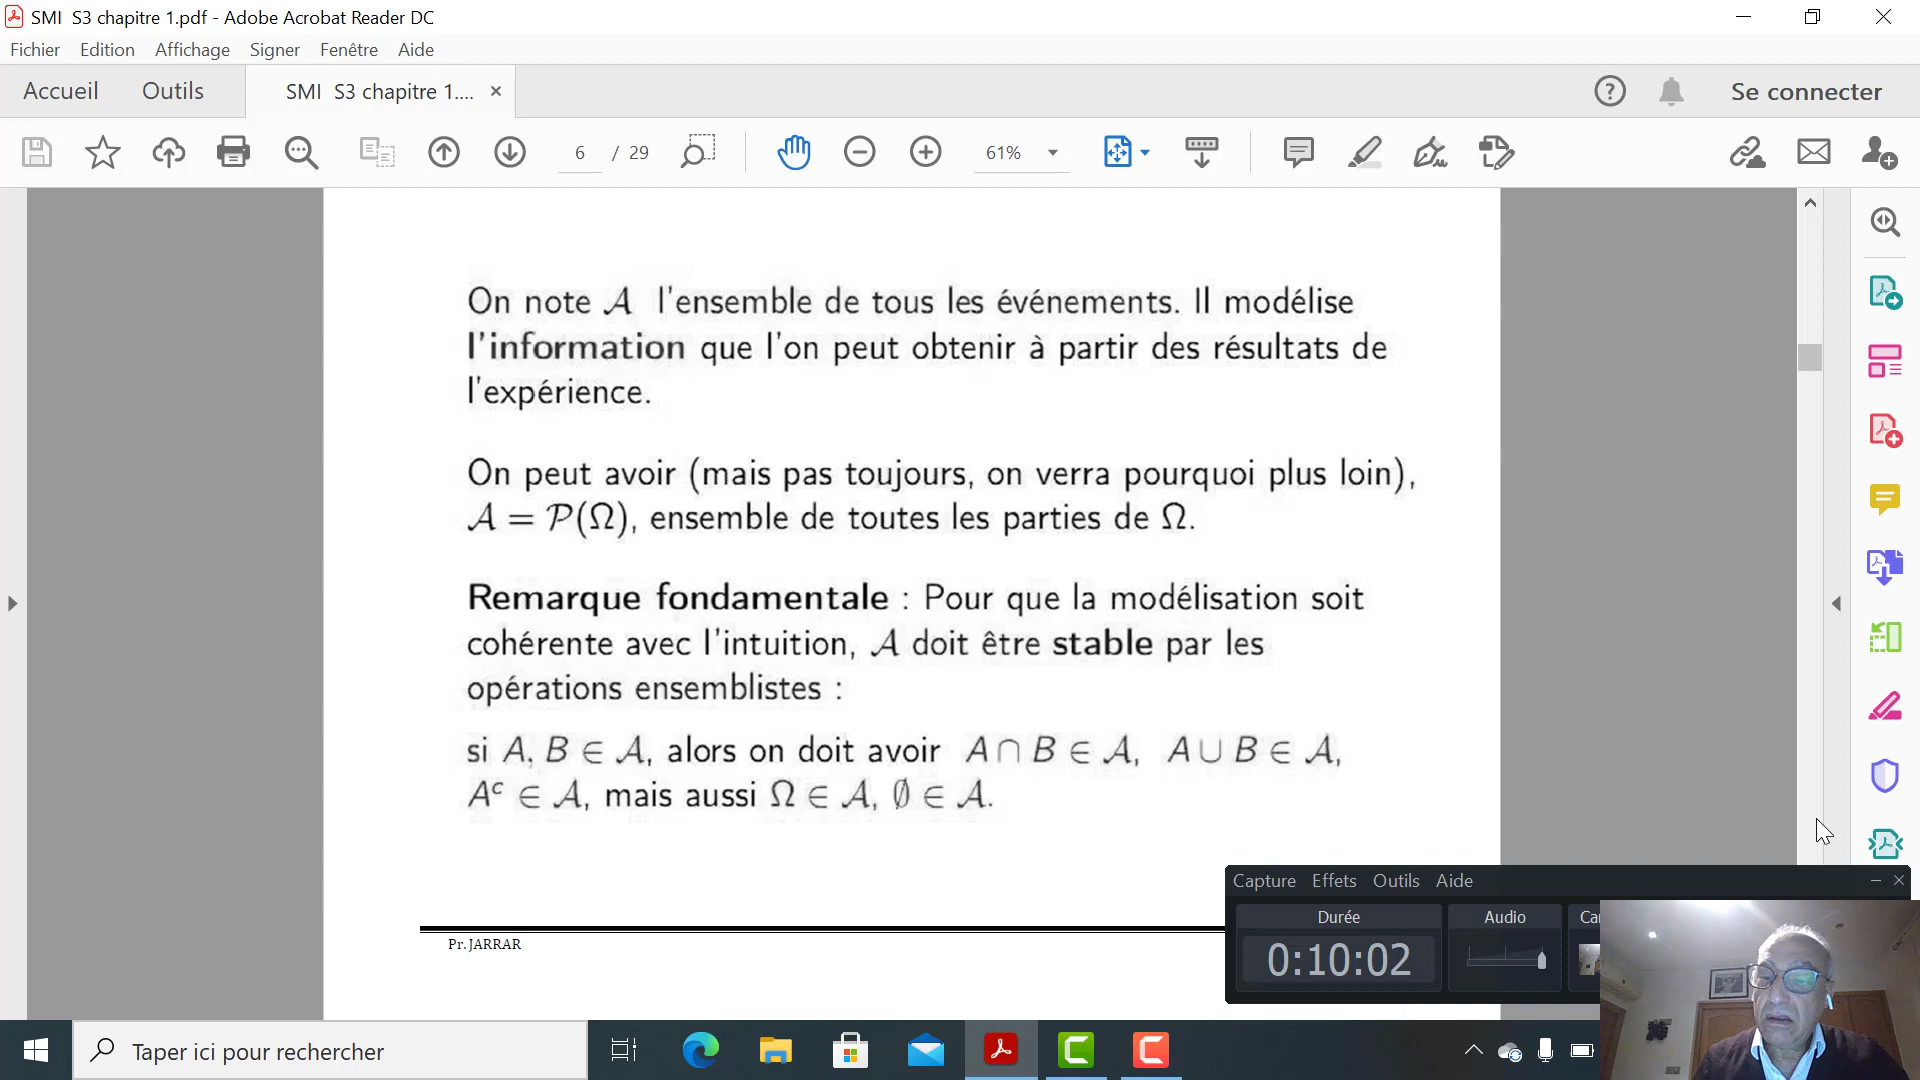 SMI S3 chapitre 1.pdf - Adobe Acrobat Reader DC
Fichier Edition Affichage Signer Fenêtre Aide
Accueil Outils SMI S3 chapitre 1.... × Se connecter
6 / 29 61%
On note 𝒜 l'ensemble de tous les événements. Il modélise
l'information que l'on peut obtenir à partir des résultats de
l'expérience.
On peut avoir (mais pas toujours, on verra pourquoi plus loin),
𝒜 = 𝒫(Ω), ensemble de toutes les parties de Ω.
Remarque fondamentale : Pour que la modélisation soit
cohérente avec l'intuition, 𝒜 doit être stable par les
opérations ensemblistes :
si A, B ∈ 𝒜, alors on doit avoir A ∩ B ∈ 𝒜, A ∪ B ∈ 𝒜,
Aᶜ ∈ 𝒜, mais aussi Ω ∈ 𝒜, ∅ ∈ 𝒜.
Pr.JARRAR
Capture Effets Outils Aide
Durée Audio
0:10:02
Taper ici pour rechercher